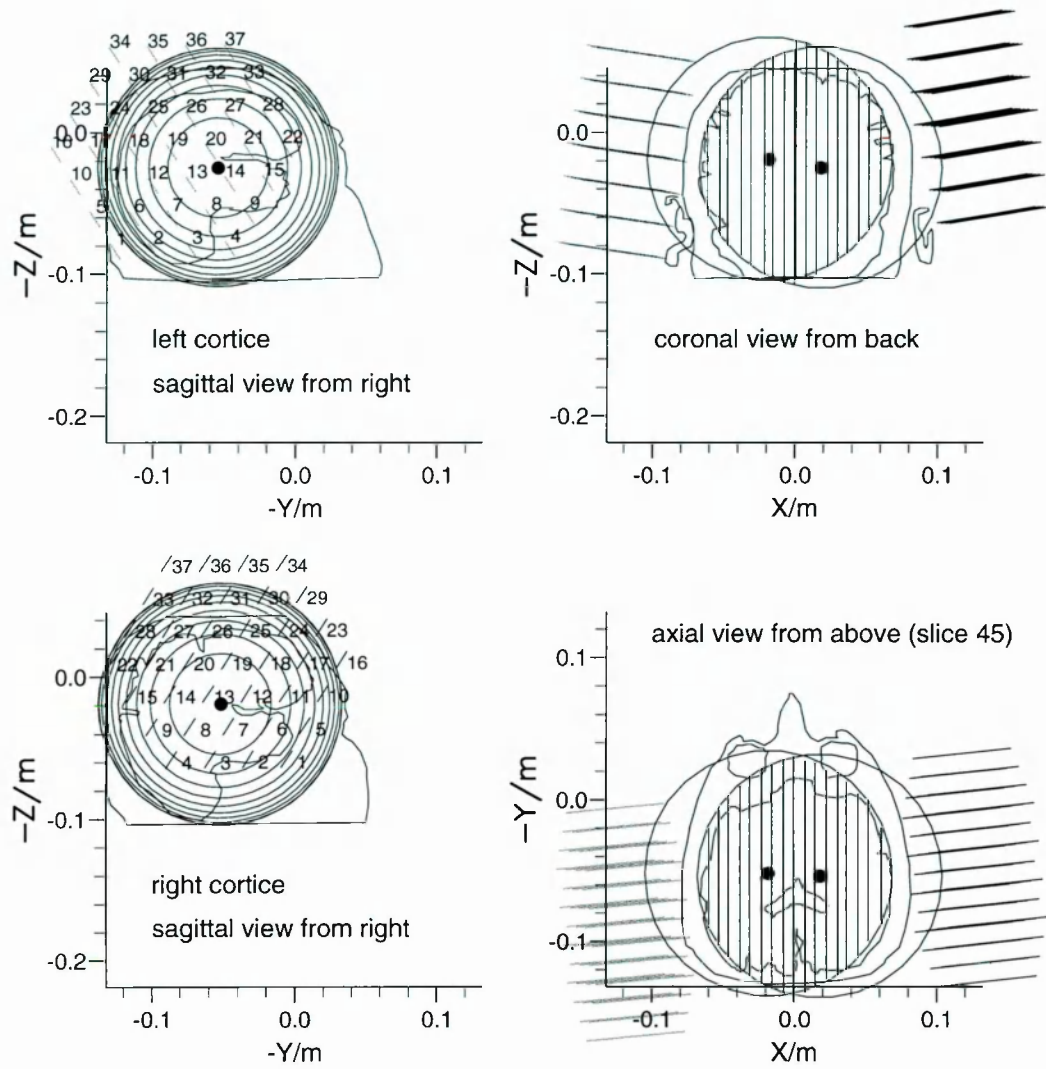 34 35 36 37
29 30 31 32 33
23 24 25 26 27 28
0.0 16 17 18 19 20 21 22
10 11 12 13 14 15
5 6 7 8 9
1 2 3 4
-0.1
-0.2
-Z/m
left cortice
sagittal view from right
-0.1 0.0 0.1
-Y/m
0.0
-0.1
-0.2
-Z/m
coronal view from back
-0.1 0.0 0.1
X/m
37 36 35 34
33 32 31 30 29
28 27 26 25 24 23
22 21 20 19 18 17 16
0.0
15 14 13 12 11 10
9 8 7 6 5
4 3 2 1
-0.1
-0.2
-Z/m
right cortice
sagittal view from right
-0.1 0.0 0.1
-Y/m
axial view from above (slice 45)
0.1
0.0
-0.1
-Y/m
-0.1 0.0 0.1
X/m